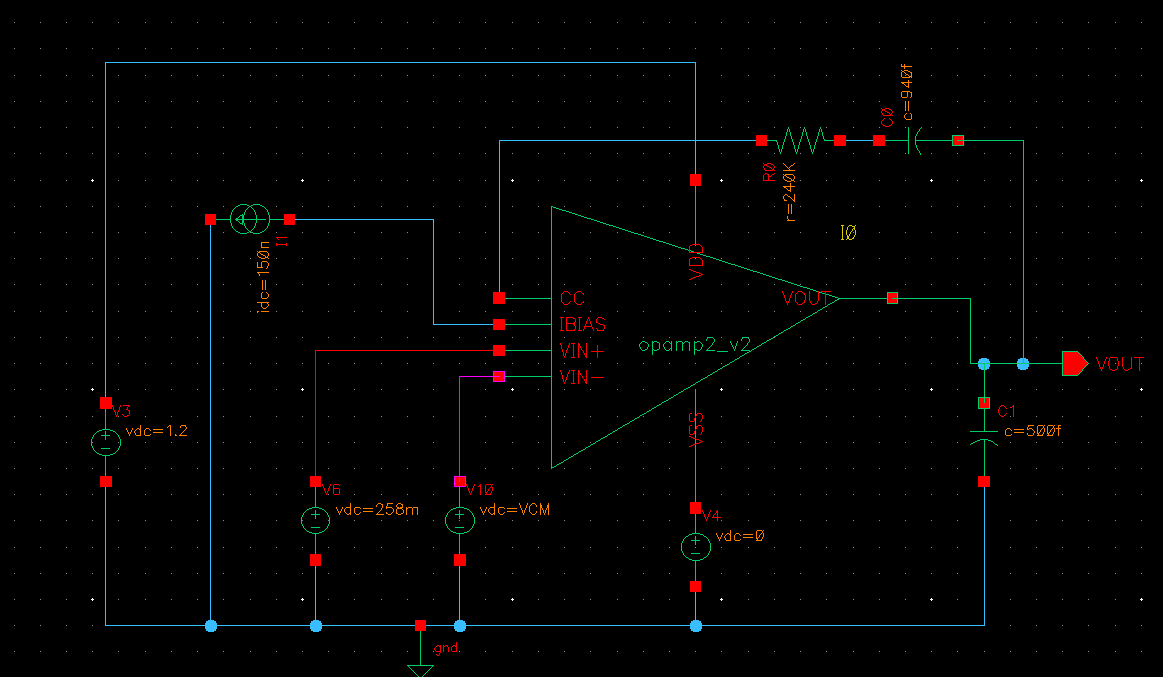 c=940f
C0
R0
r=240K
I0
I1
idc=150n
VDD
CC
VOUT
IBIAS
opamp2_v2
VIN+
VIN-
VOUT
V3
vdc=1.2
VSS
C1
c=500f
V6
vdc=258m
V10
vdc=VCM
V4
vdc=0
gnd